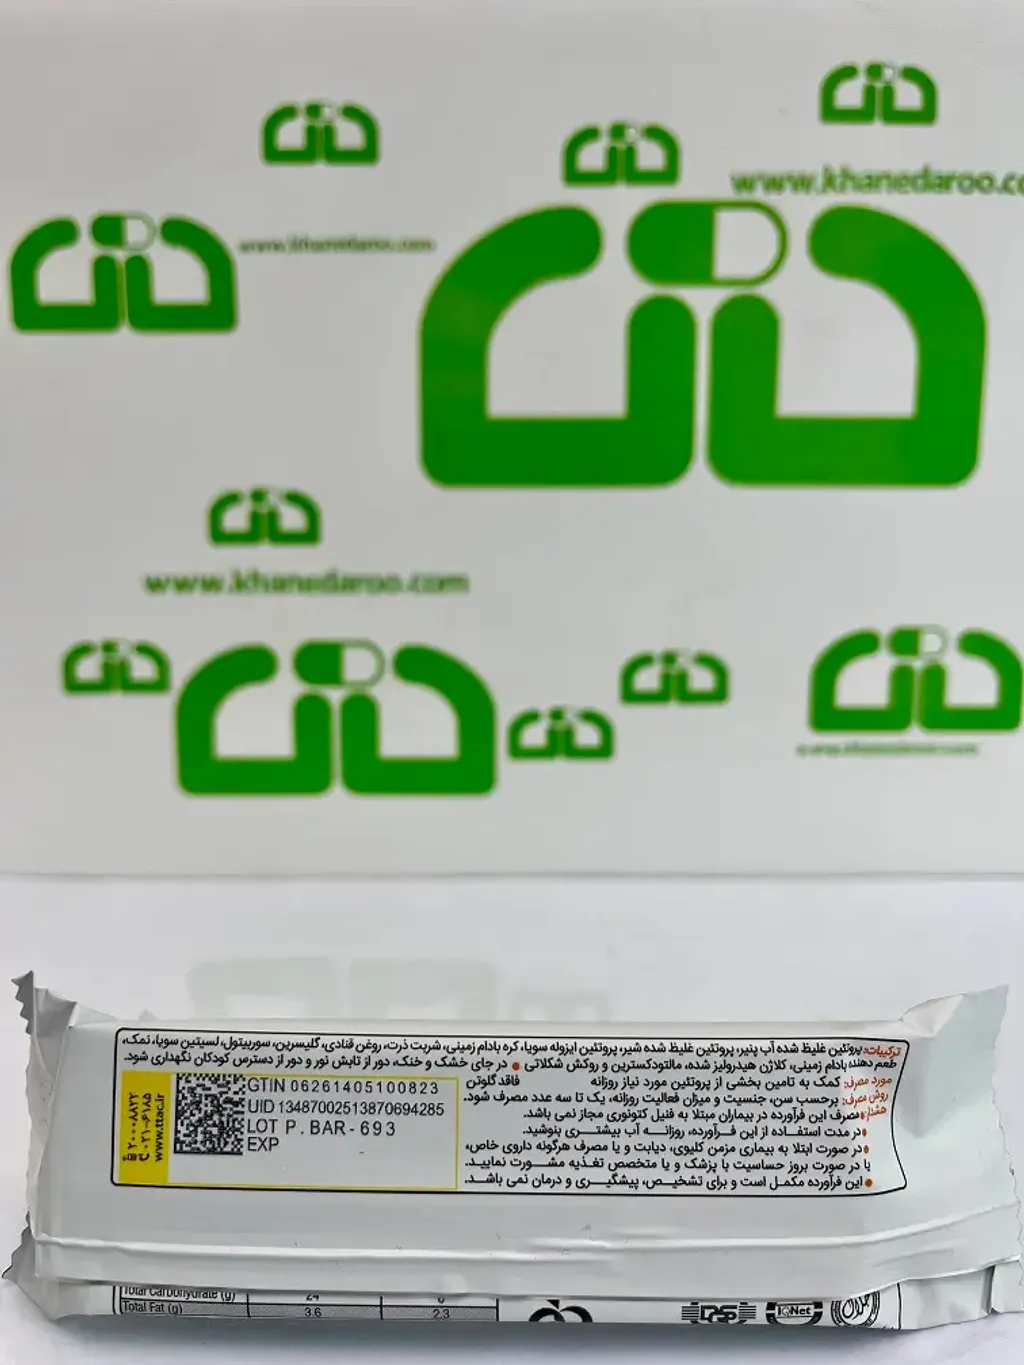 www.khanedaroo.co
www.khanedaroo.com
www.khanedaroo.com
www.khanedaroo.com
ترکیبات: پروتئین غلیظ شده آب پنیر، پروتئین غلیظ شده شیر، پروتئین ایزوله سویا، کره بادام زمینی، شربت ذرت، روغن قنادی، گلیسرین، سوربیتول، لسیتین سویا، نمک،
طعم دهنده بادام زمینی، کلاژن هیدرولیز شده، مالتودکسترین و روکش شکلاتی • در جای خشک و خنک، دور از تابش نور و دور از دسترس کودکان نگهداری شود.
مورد مصرف: کمک به تامین بخشی از پروتئین مورد نیاز روزانه فاقد گلوتن
روش مصرف: برحسب سن، جنسیت و میزان فعالیت روزانه، یک تا سه عدد مصرف شود.
هشدار: •مصرف این فرآورده در بیماران مبتلا به فنیل کتونوری مجاز نمی باشد.
•در مدت استفاده از این فرآورده، روزانه آب بیشتری بنوشید.
•در صورت ابتلا به بیماری مزمن کلیوی، دیابت و یا مصرف هرگونه داروی خاص،
یا در صورت بروز حساسیت با پزشک و یا متخصص تغذیه مشورت نمایید.
•این فرآورده مکمل است و برای تشخیص، پیشگیری و درمان نمی باشد.
GTIN 06261405100823
UID 13487002513870694285
LOT P.BAR-693
EXP
۲۰۰۰۸۸۲۲
۰۲۱-۶۱۸۵
www.ttac.ir
Total Carbohydrate (g) 24
Total Fat (g) 3.6 2.3
IQNet